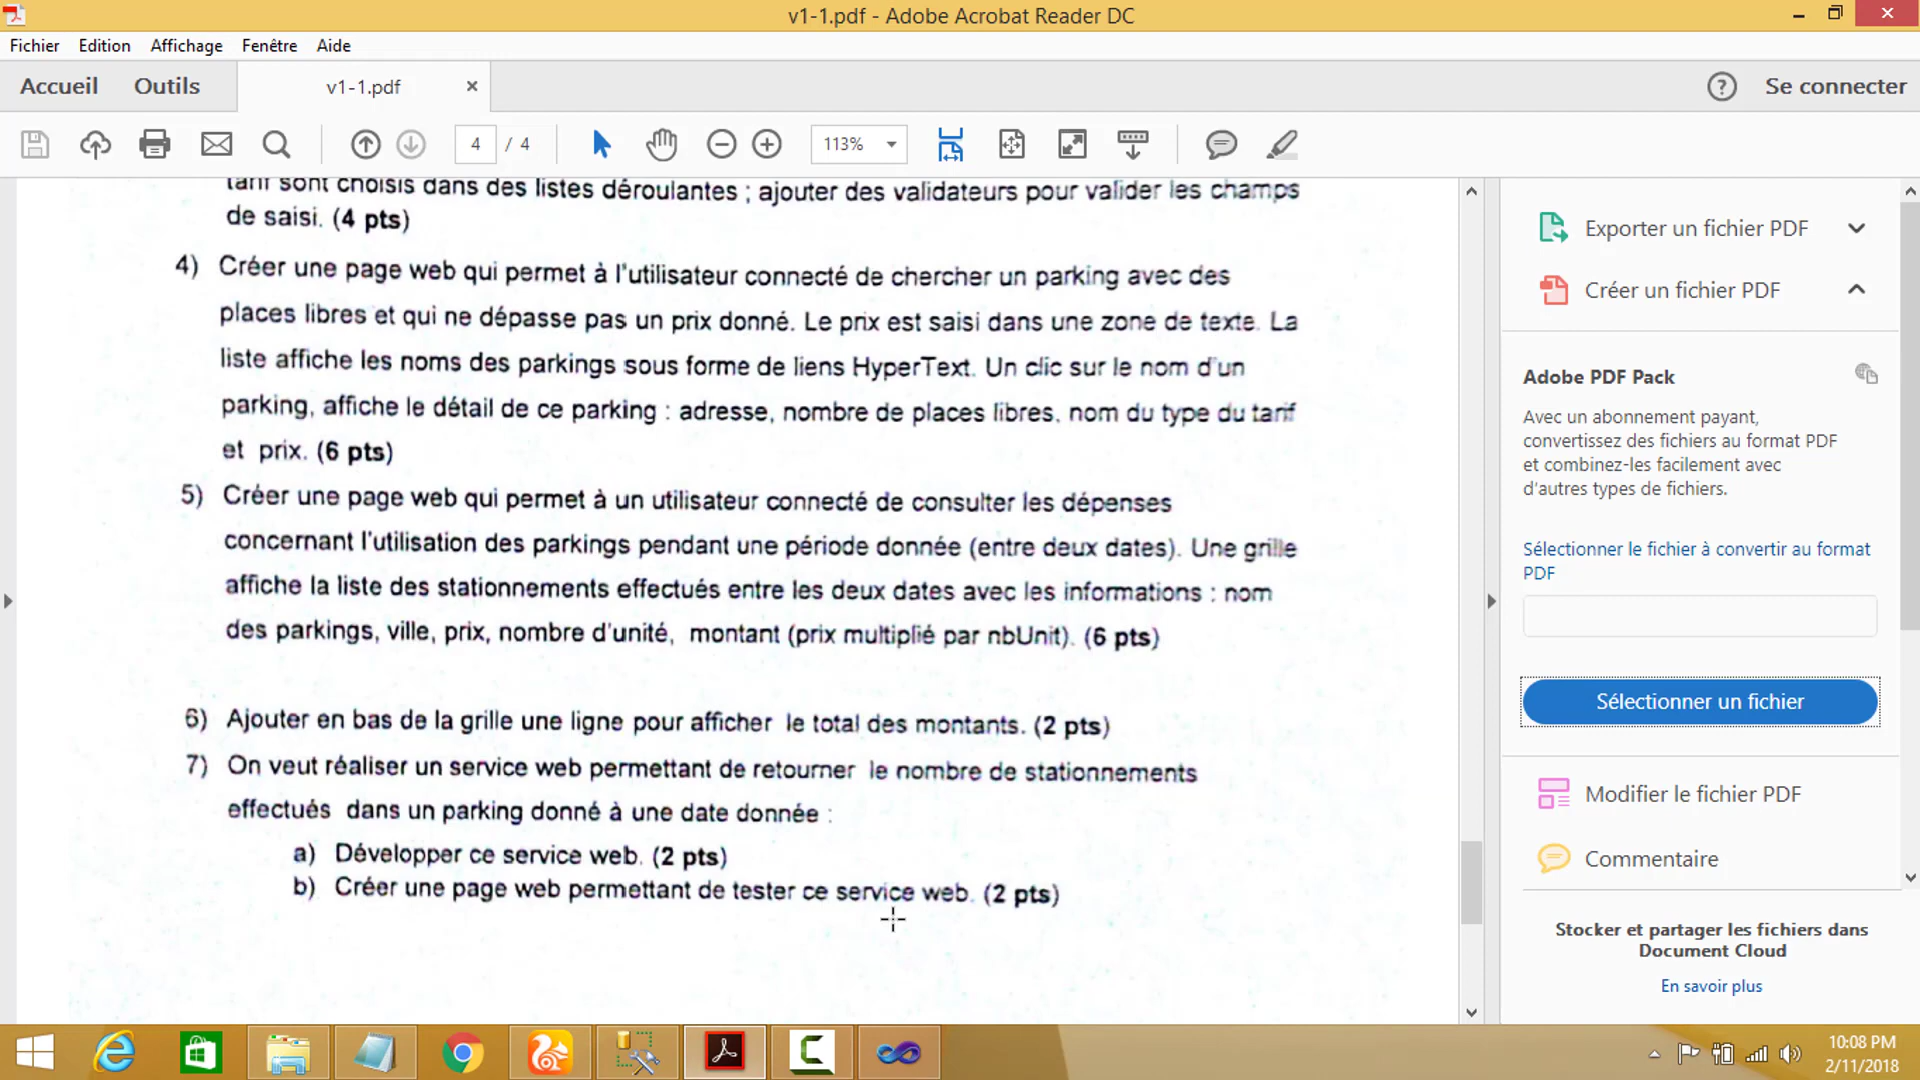 v1-1.pdf - Adobe Acrobat Reader DC
Fichier Edition Affichage Fenêtre Aide
Accueil Outils v1-1.pdf × ? Se connecter
4 / 4 113%
tarif sont choisis dans des listes déroulantes ; ajouter des validateurs pour valider les champs
de saisi. (4 pts)
4) Créer une page web qui permet à l'utilisateur connecté de chercher un parking avec des
places libres et qui ne dépasse pas un prix donné. Le prix est saisi dans une zone de texte. La
liste affiche les noms des parkings sous forme de liens HyperText. Un clic sur le nom d'un
parking, affiche le détail de ce parking : adresse, nombre de places libres, nom du type du tarif
et prix. (6 pts)
5) Créer une page web qui permet à un utilisateur connecté de consulter les dépenses
concernant l'utilisation des parkings pendant une période donnée (entre deux dates). Une grille
affiche la liste des stationnements effectués entre les deux dates avec les informations : nom
des parkings, ville, prix, nombre d'unité, montant (prix multiplié par nbUnit). (6 pts)
6) Ajouter en bas de la grille une ligne pour afficher le total des montants. (2 pts)
7) On veut réaliser un service web permettant de retourner le nombre de stationnements
effectués dans un parking donné à une date donnée :
a) Développer ce service web. (2 pts)
b) Créer une page web permettant de tester ce service web. (2 pts)
Exporter un fichier PDF
Créer un fichier PDF
Adobe PDF Pack
Avec un abonnement payant,
convertissez des fichiers au format PDF
et combinez-les facilement avec
d'autres types de fichiers.
Sélectionner le fichier à convertir au format
PDF
Sélectionner un fichier
Modifier le fichier PDF
Commentaire
Stocker et partager les fichiers dans
Document Cloud
En savoir plus
10:08 PM
2/11/2018